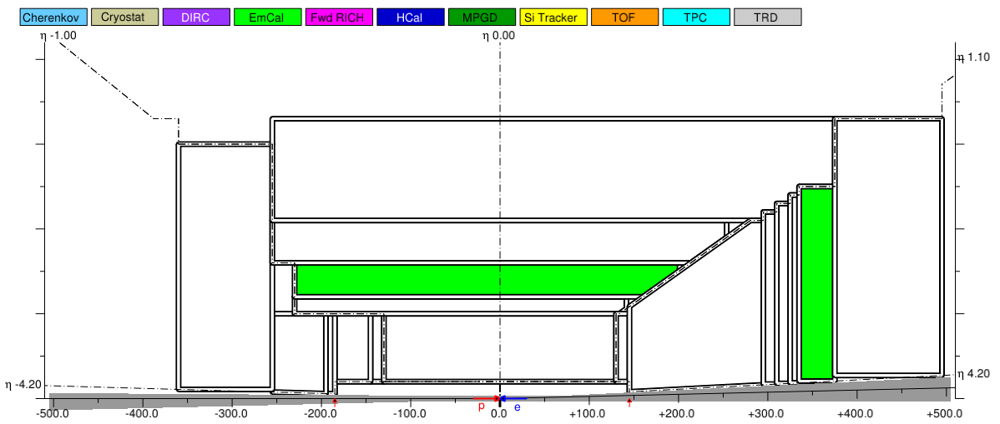 Cherenkov Cryostat DIRC EmCal Fwd RICH HCal MPGD Si Tracker TOF TPC TRD
η -1.00 η 0.00
η 1.10
η -4.20 η 4.20
-500.0 -400.0 -300.0 -200.0 -100.0 0.0 +100.0 +200.0 +300.0 +400.0 +500.0
p e